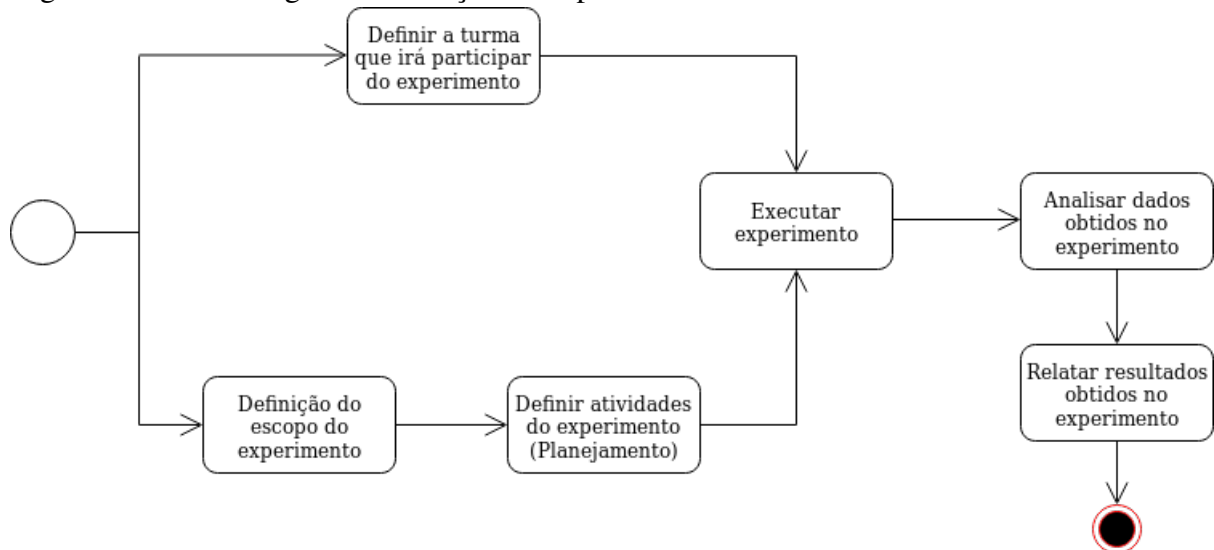 Definir a turma
que irá participar
do experimento
Executar
experimento
Analisar dados
obtidos no
experimento
Definição do
escopo do
experimento
Definir atividades
do experimento
(Planejamento)
Relatar resultados
obtidos no
experimento